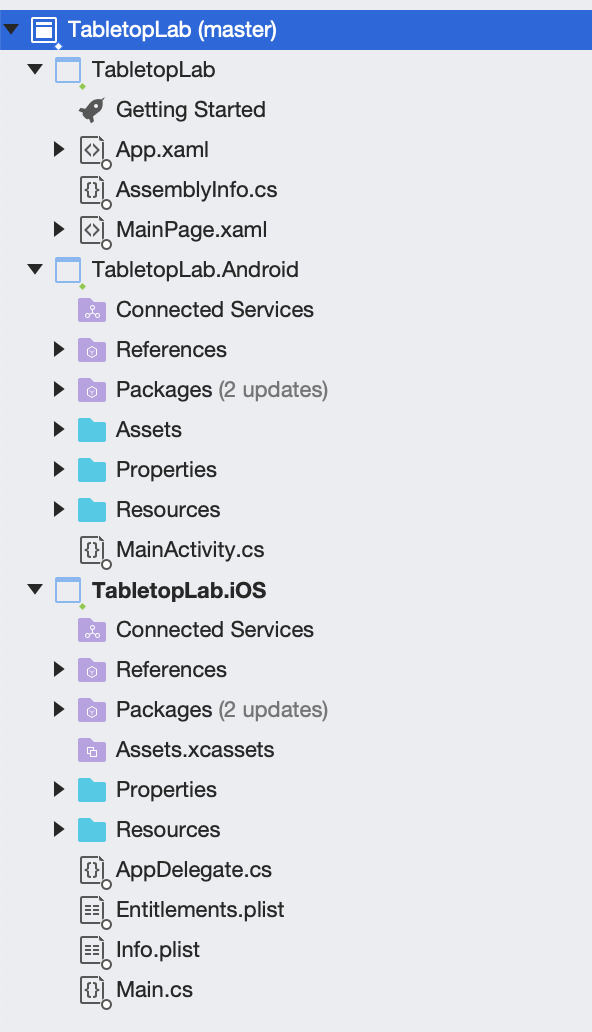 TabletopLab (master)
TabletopLab
Getting Started
App.xaml
AssemblyInfo.cs
MainPage.xaml
TabletopLab.Android
Connected Services
References
Packages (2 updates)
Assets
Properties
Resources
MainActivity.cs
TabletopLab.iOS
Connected Services
References
Packages (2 updates)
Assets.xcassets
Properties
Resources
AppDelegate.cs
Entitlements.plist
Info.plist
Main.cs